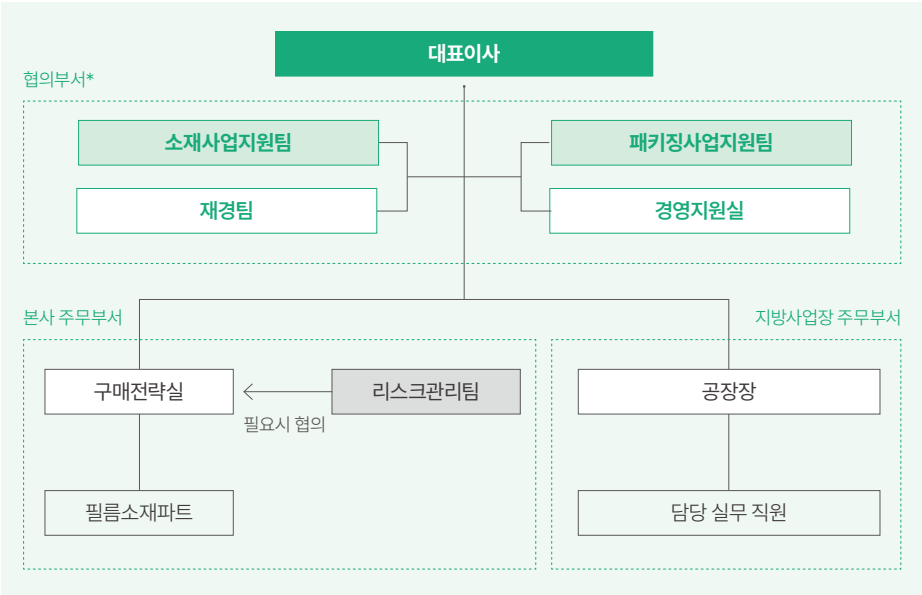 대표이사
협의부서*
소재사업지원팀
패키징사업지원팀
재경팀
경영지원실
본사 주무부서
지방사업장 주무부서
구매전략실
리스크관리팀
공장장
필요시 협의
필름소재파트
담당 실무 직원